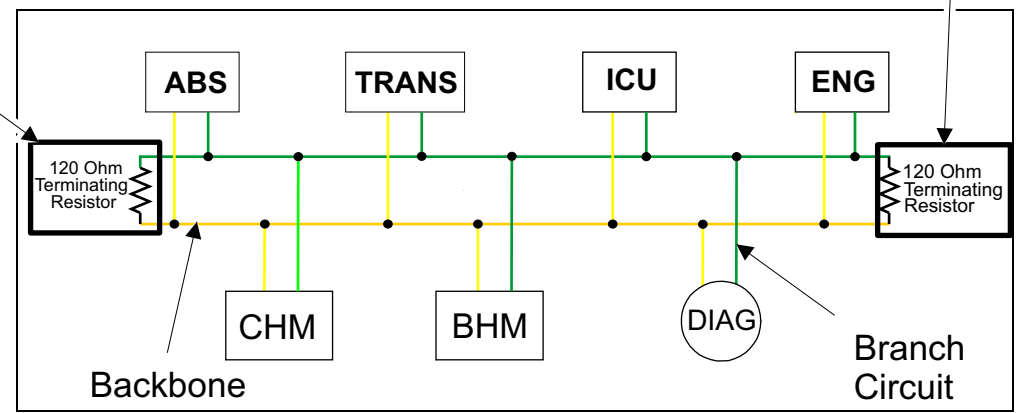 ABS
TRANS
ICU
ENG
120 Ohm
Terminating
Resistor
120 Ohm
Terminating
Resistor
CHM
BHM
DIAG
Backbone
Branch
Circuit